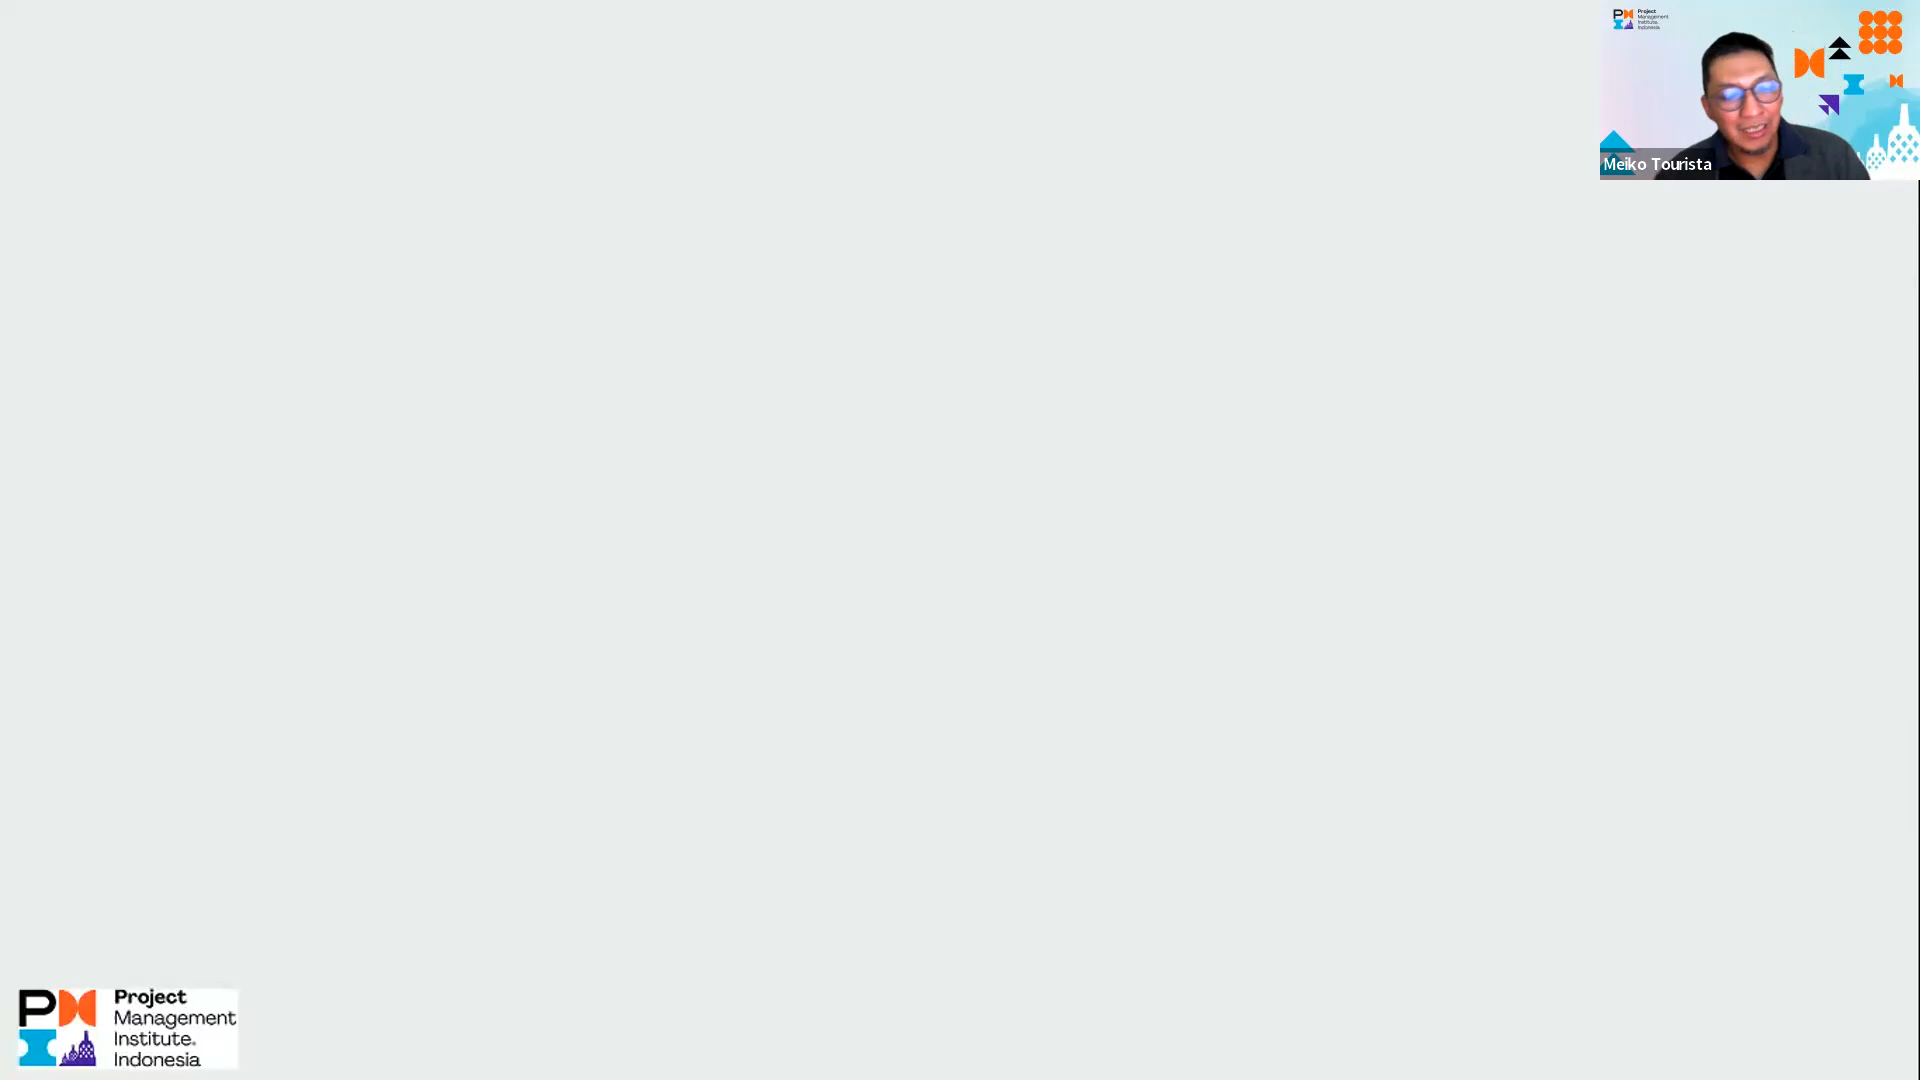 Project
Management
Institute.
Indonesia
Meiko Tourista
Project
Management
Institute.
Indonesia